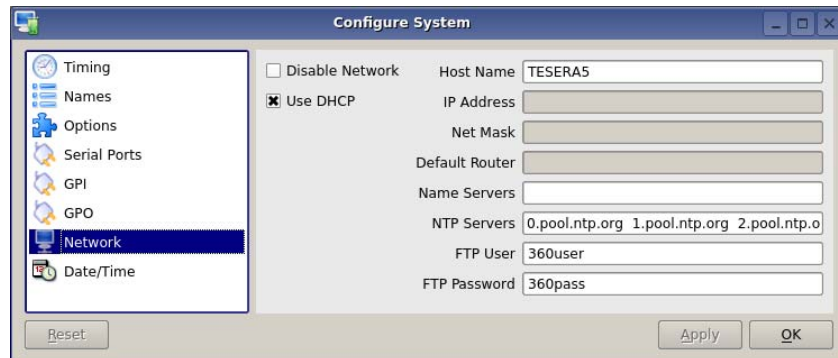 Configure System
Timing
Names
Options
Serial Ports
GPI
GPO
Network
Date/Time
Disable Network
Use DHCP
Host Name TESERA5
IP Address
Net Mask
Default Router
Name Servers
NTP Servers 0.pool.ntp.org 1.pool.ntp.org 2.pool.ntp.o
FTP User 360user
FTP Password 360pass
Reset
Apply
OK